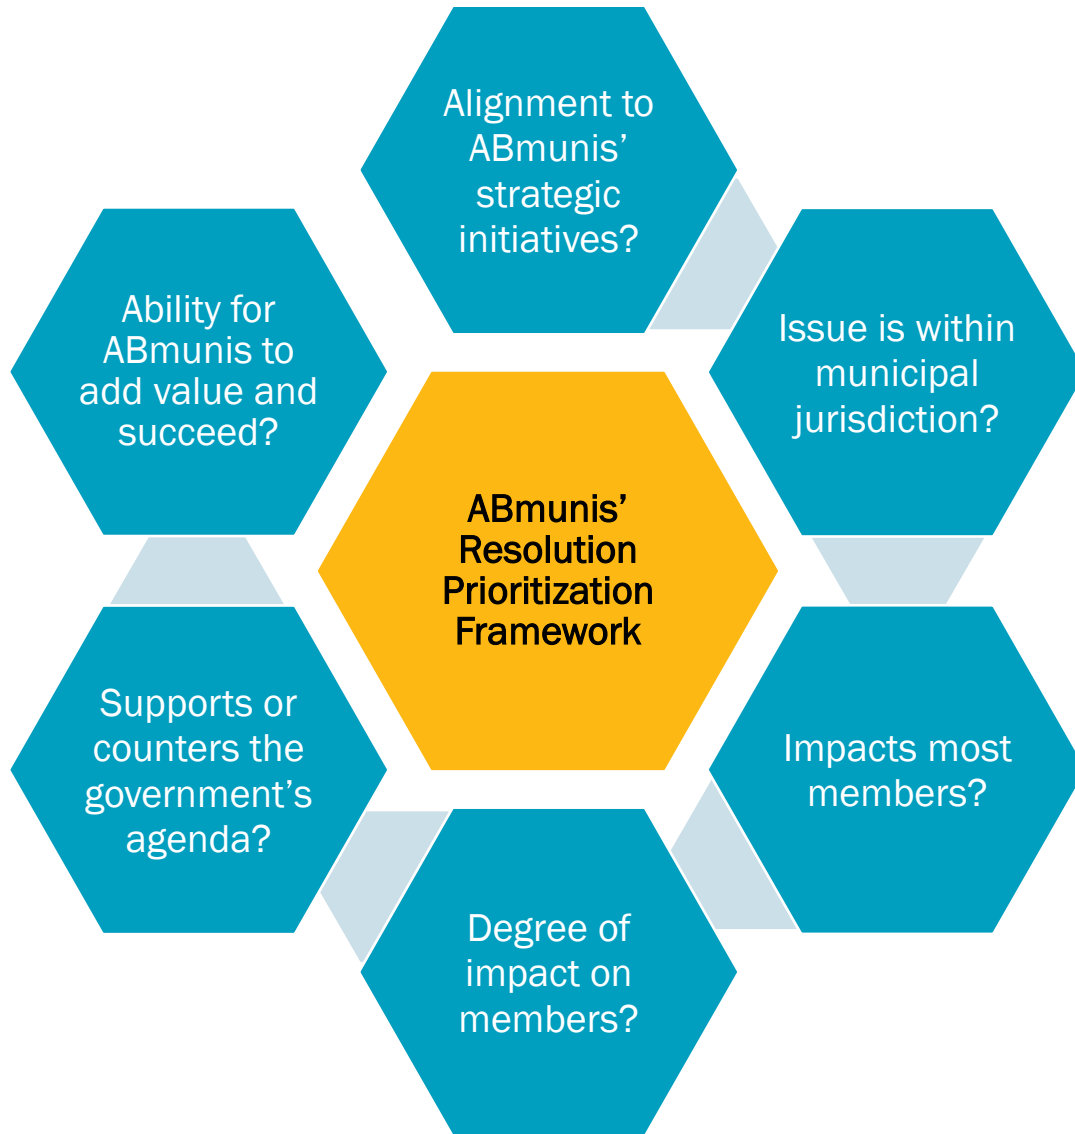 Alignment to
ABmunis’
strategic
initiatives?
Issue is within
municipal
jurisdiction?
Impacts most
members?
Degree of
impact on
members?
Supports or
counters the
government’s
agenda?
Ability for
ABmunis to
add value and
succeed?
ABmunis’
Resolution
Prioritization
Framework